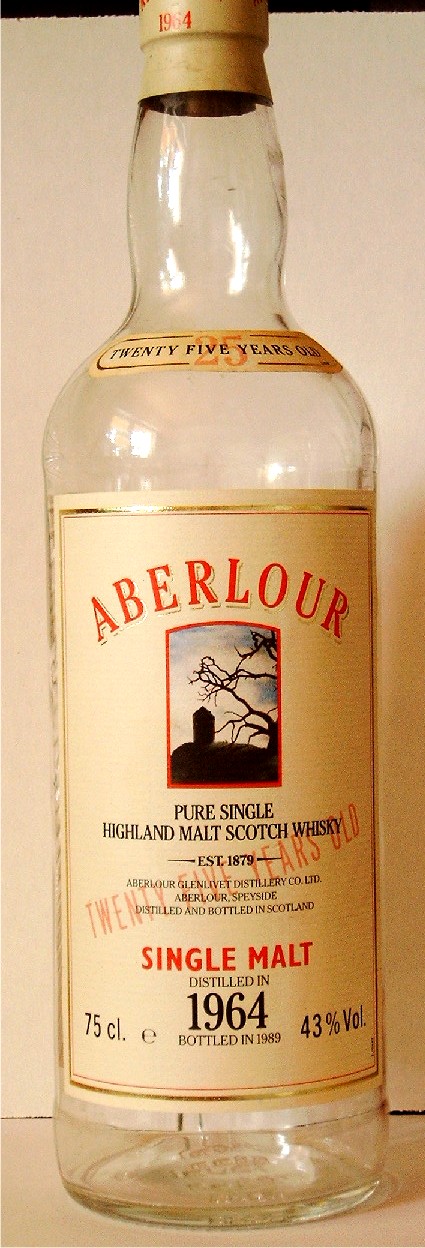 1964
TWENTY FIVE YEARS OLD
25
ABERLOUR
PURE SINGLE
HIGHLAND MALT SCOTCH WHISKY
EST. 1879
ABERLOUR GLENLIVET DISTILLERY CO. LTD.
ABERLOUR, SPEYSIDE
DISTILLED AND BOTTLED IN SCOTLAND
TWENTY FIVE YEARS OLD
SINGLE MALT
DISTILLED IN
1964
75 cl. e BOTTLED IN 1989 43% Vol.